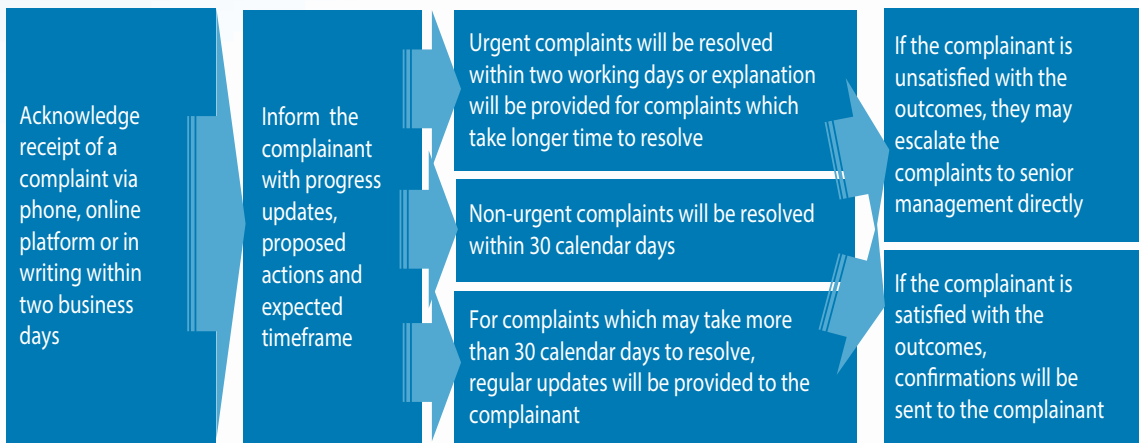 Acknowledge
receipt of a
complaint via
phone, online
platform or in
writing within
two business
days
Inform the
complainant
with progress
updates,
proposed
actions and
expected
timeframe
Urgent complaints will be resolved
within two working days or explanation
will be provided for complaints which
take longer time to resolve
Non-urgent complaints will be resolved
within 30 calendar days
For complaints which may take more
than 30 calendar days to resolve,
regular updates will be provided to the
complainant
If the complainant is
unsatisfied with the
outcomes, they may
escalate the
complaints to senior
management directly
If the complainant is
satisfied with the
outcomes,
confirmations will be
sent to the complainant